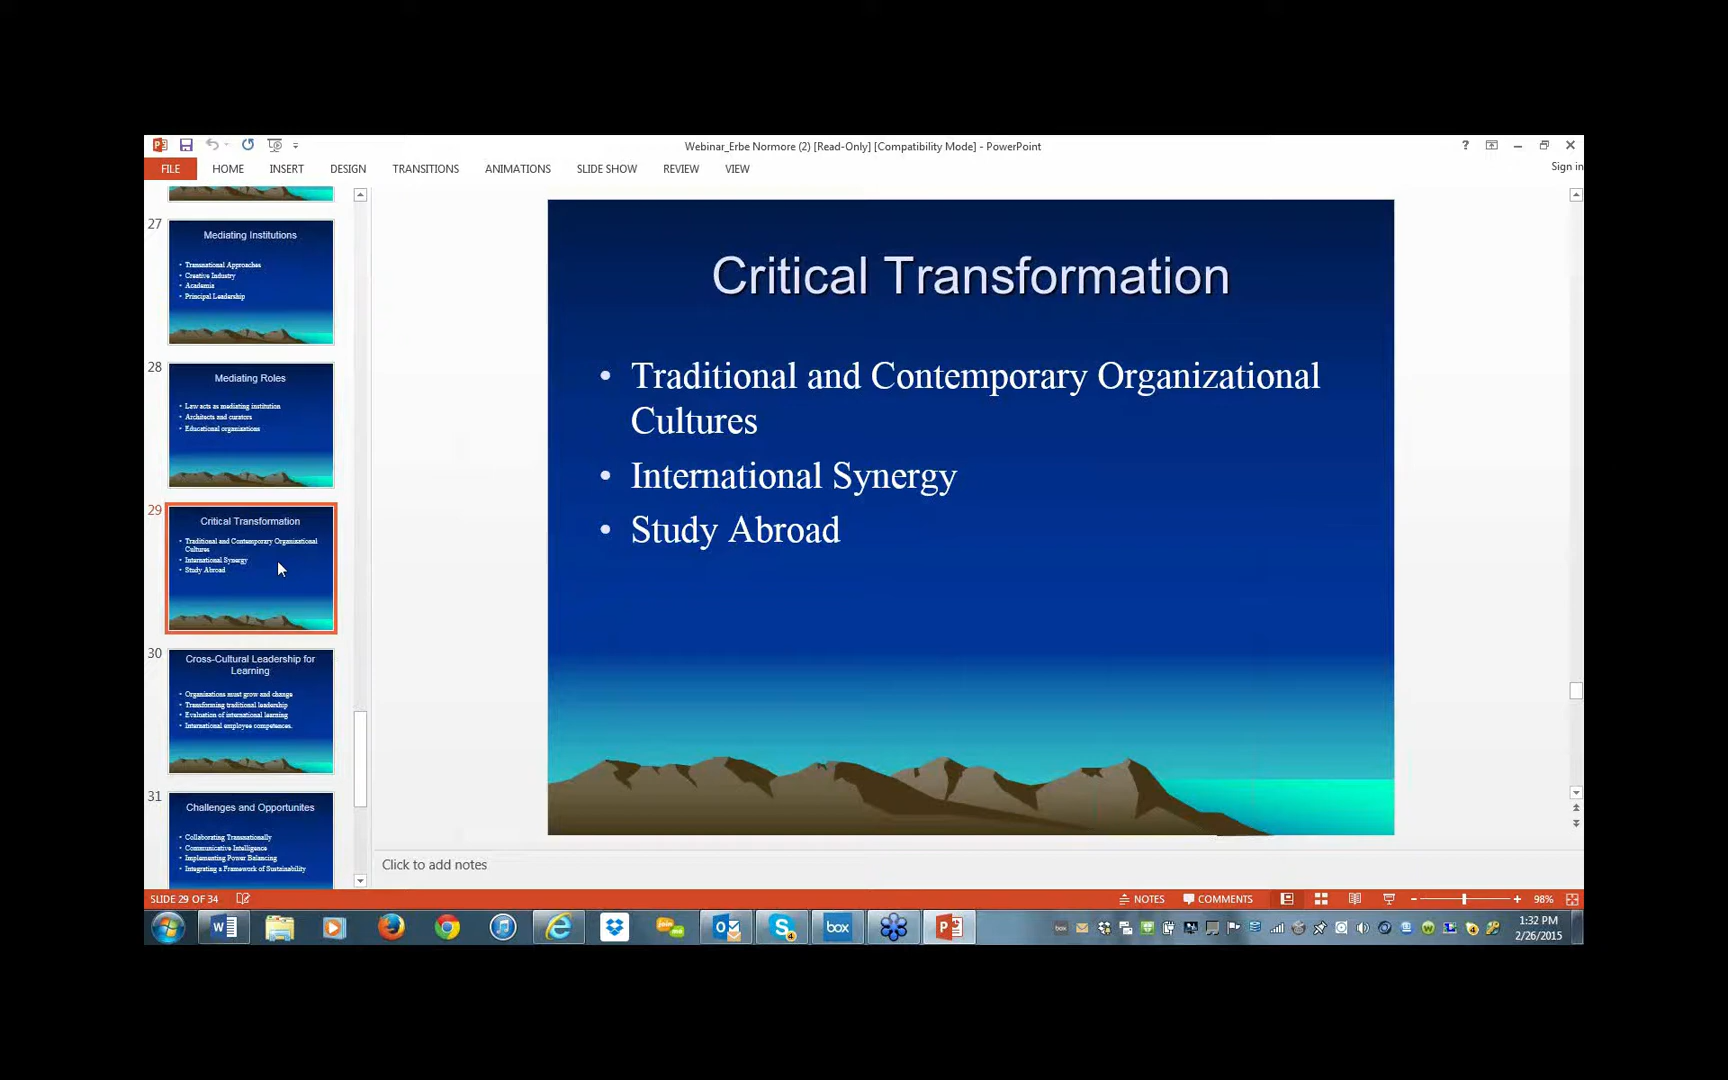 Webinar_Erbe Normore (2) [Read-Only] [Compatibility Mode] - PowerPoint
?
Sign in
FILE HOME INSERT DESIGN TRANSITIONS ANIMATIONS SLIDE SHOW REVIEW VIEW
27
Mediating Institutions
• Transnational Approaches
• Creative Industry
• Academia
• Principal Leadership
28
Mediating Roles
• Law acts as mediating institution
• Architects and curators
• Educational organizations
29
Critical Transformation
• Traditional and Contemporary Organizational
Cultures
• International Synergy
• Study Abroad
30
Cross-Cultural Leadership for
Learning
• Organizations must grow and change
• Transforming traditional leadership
• Evaluation of international learning
• International employee competences.
31
Challenges and Opportunites
• Collaborating Transnationally
• Communicative Intelligence
• Implementing Power Balancing
• Integrating a Framework of Sustainability
Critical Transformation
• Traditional and Contemporary Organizational
Cultures
• International Synergy
• Study Abroad
Click to add notes
SLIDE 29 OF 34
NOTES
COMMENTS
98%
box
1:32 PM
2/26/2015